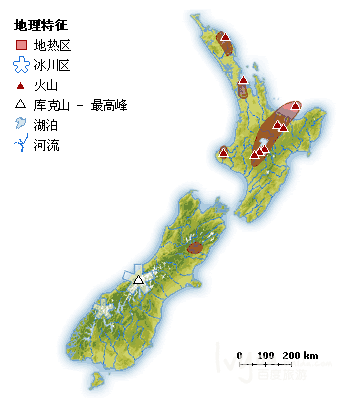 地理特征
地热区
冰川区
火山
库克山 - 最高峰
湖泊
河流
0 100 200 km